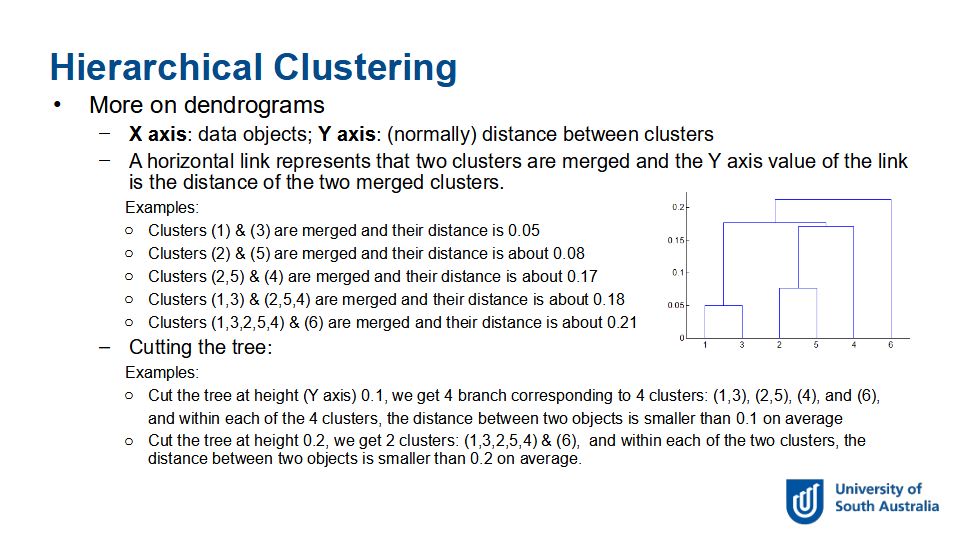 Hierarchical Clustering
• More on dendrograms
– X axis: data objects; Y axis: (normally) distance between clusters
– A horizontal link represents that two clusters are merged and the Y axis value of the link
is the distance of the two merged clusters.
Examples:
○ Clusters (1) & (3) are merged and their distance is 0.05
○ Clusters (2) & (5) are merged and their distance is about 0.08
○ Clusters (2,5) & (4) are merged and their distance is about 0.17
○ Clusters (1,3) & (2,5,4) are merged and their distance is about 0.18
○ Clusters (1,3,2,5,4) & (6) are merged and their distance is about 0.21
0.2
0.15
0.1
0.05
0
1 3 2 5 4 6
– Cutting the tree:
Examples:
○ Cut the tree at height (Y axis) 0.1, we get 4 branch corresponding to 4 clusters: (1,3), (2,5), (4), and (6),
and within each of the 4 clusters, the distance between two objects is smaller than 0.1 on average
○ Cut the tree at height 0.2, we get 2 clusters: (1,3,2,5,4) & (6), and within each of the two clusters, the
distance between two objects is smaller than 0.2 on average.
University of
South Australia